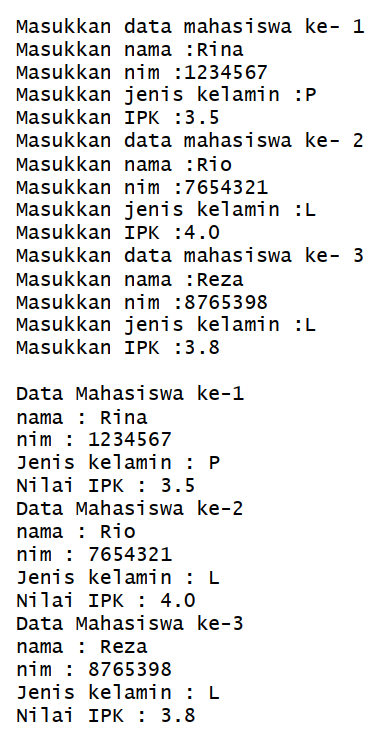 Masukkan data mahasiswa ke- 1
Masukkan nama :Rina
Masukkan nim :1234567
Masukkan jenis kelamin :P
Masukkan IPK :3.5
Masukkan data mahasiswa ke- 2
Masukkan nama :Rio
Masukkan nim :7654321
Masukkan jenis kelamin :L
Masukkan IPK :4.0
Masukkan data mahasiswa ke- 3
Masukkan nama :Reza
Masukkan nim :8765398
Masukkan jenis kelamin :L
Masukkan IPK :3.8

Data Mahasiswa ke-1
nama : Rina
nim : 1234567
Jenis kelamin : P
Nilai IPK : 3.5
Data Mahasiswa ke-2
nama : Rio
nim : 7654321
Jenis kelamin : L
Nilai IPK : 4.0
Data Mahasiswa ke-3
nama : Reza
nim : 8765398
Jenis kelamin : L
Nilai IPK : 3.8